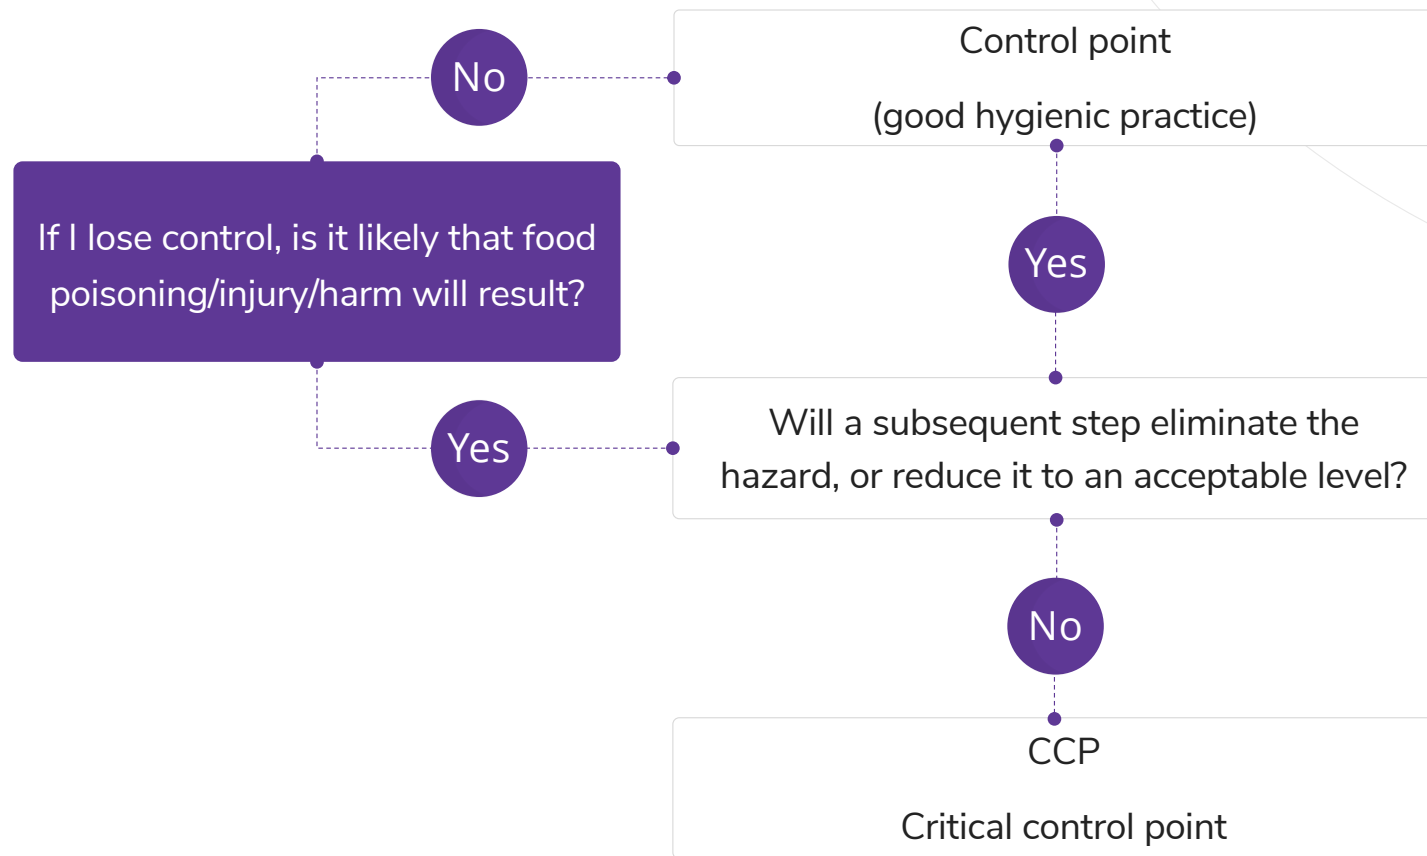 No
Control point
(good hygienic practice)
If I lose control, is it likely that food
poisoning/injury/harm will result?
Yes
Yes
Will a subsequent step eliminate the
hazard, or reduce it to an acceptable level?
No
CCP
Critical control point